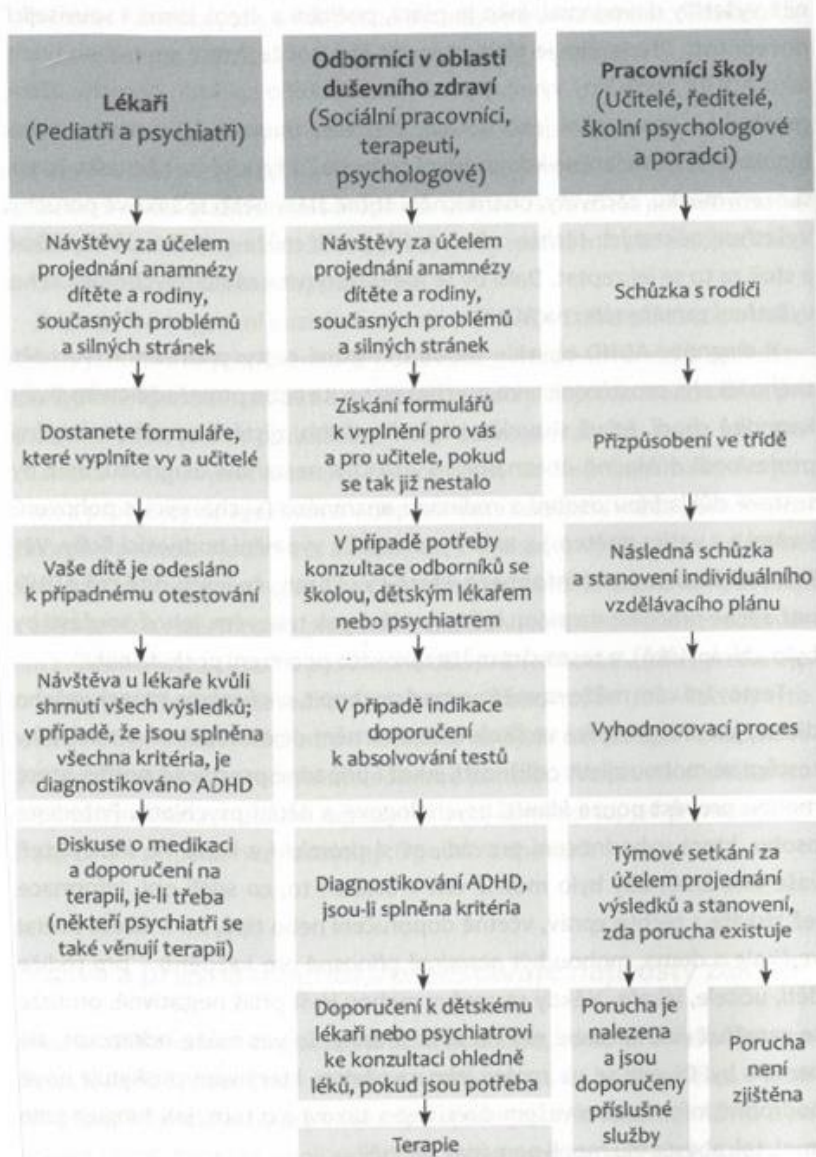 Lékaři
(Pediatři a psychiatři)
Návštěvy za účelem
projednání anamnézy
dítěte a rodiny,
současných problémů
a silných stránek
Dostanete formuláře,
které vyplníte vy a učitelé
Vaše dítě je odesláno
k případnému otestování
Návštěva u lékaře kvůli
shrnutí všech výsledků;
v případě, že jsou splněna
všechna kritéria, je
diagnostikováno ADHD
Diskuse o medikaci
a doporučení na
terapii, je-li třeba
(někteří psychiatři se
také věnují terapii)
Odborníci v oblasti
duševního zdraví
(Sociální pracovníci,
terapeuti,
psychologové)
Návštěvy za účelem
projednání anamnézy
dítěte a rodiny,
současných problémů
a silných stránek
Získání formulářů
k vyplnění pro vás
a pro učitele, pokud
se tak již nestalo
V případě potřeby
konzultace odborníků se
školou, dětským lékařem
nebo psychiatrem
V případě indikace
doporučení
k absolvování testů
Diagnostikování ADHD,
jsou-li splněna kritéria
Doporučení k dětskému
lékaři nebo psychiatrovi
ke konzultaci ohledně
léků, pokud jsou potřeba
Terapie
Pracovníci školy
(Učitelé, ředitelé,
školní psychologové
a poradci)
Schůzka s rodiči
Přizpůsobení ve třídě
Následná schůzka
a stanovení individuálního
vzdělávacího plánu
Vyhodnocovací proces
Týmové setkání za
účelem projednání
výsledků a stanovení,
zda porucha existuje
Porucha je
nalezena
a jsou
doporučeny
příslušné
služby
Porucha
není
zjištěna